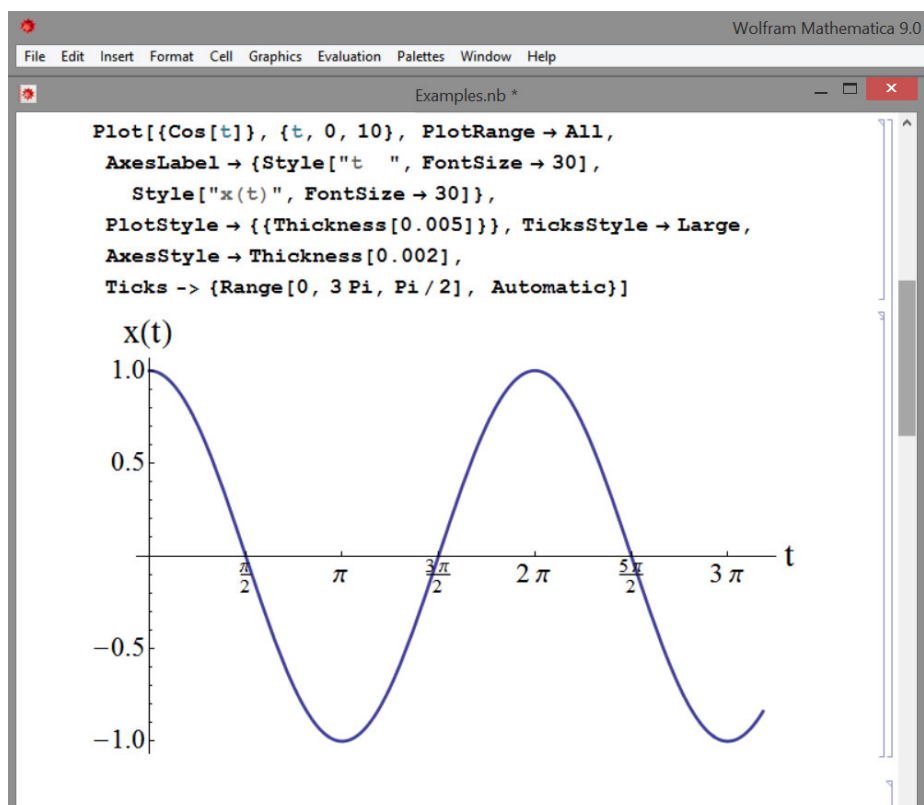 Wolfram Mathematica 9.0
File Edit Insert Format Cell Graphics Evaluation Palettes Window Help
Examples.nb *
Plot[{Cos[t]}, {t, 0, 10}, PlotRange → All,
AxesLabel → {Style["t  ", FontSize → 30],
Style["x(t)", FontSize → 30]},
PlotStyle → {{Thickness[0.005]}}, TicksStyle → Large,
AxesStyle → Thickness[0.002],
Ticks -> {Range[0, 3 Pi, Pi / 2], Automatic}]
x(t)
1.0
0.5
t
π/2 π 3π/2 2π 5π/2 3π
−0.5
−1.0